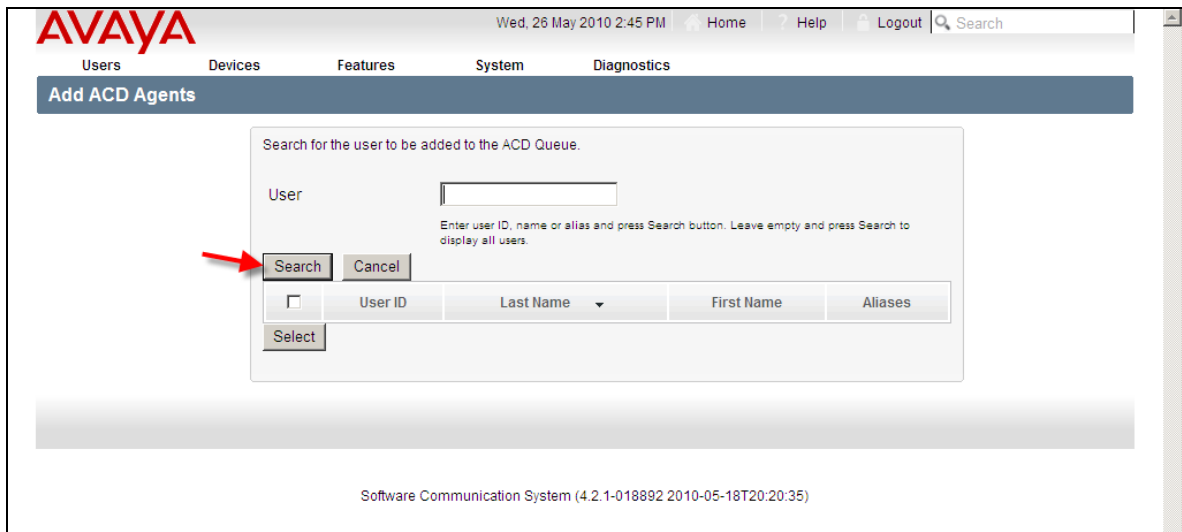 AVAYA
Wed, 26 May 2010 2:45 PM Home ? Help Logout Search
Users Devices Features System Diagnostics
Add ACD Agents
Search for the user to be added to the ACD Queue.
User
Enter user ID, name or alias and press Search button. Leave empty and press Search to
display all users.
Search Cancel
User ID Last Name First Name Aliases
Select
Software Communication System (4.2.1-018892 2010-05-18T20:20:35)